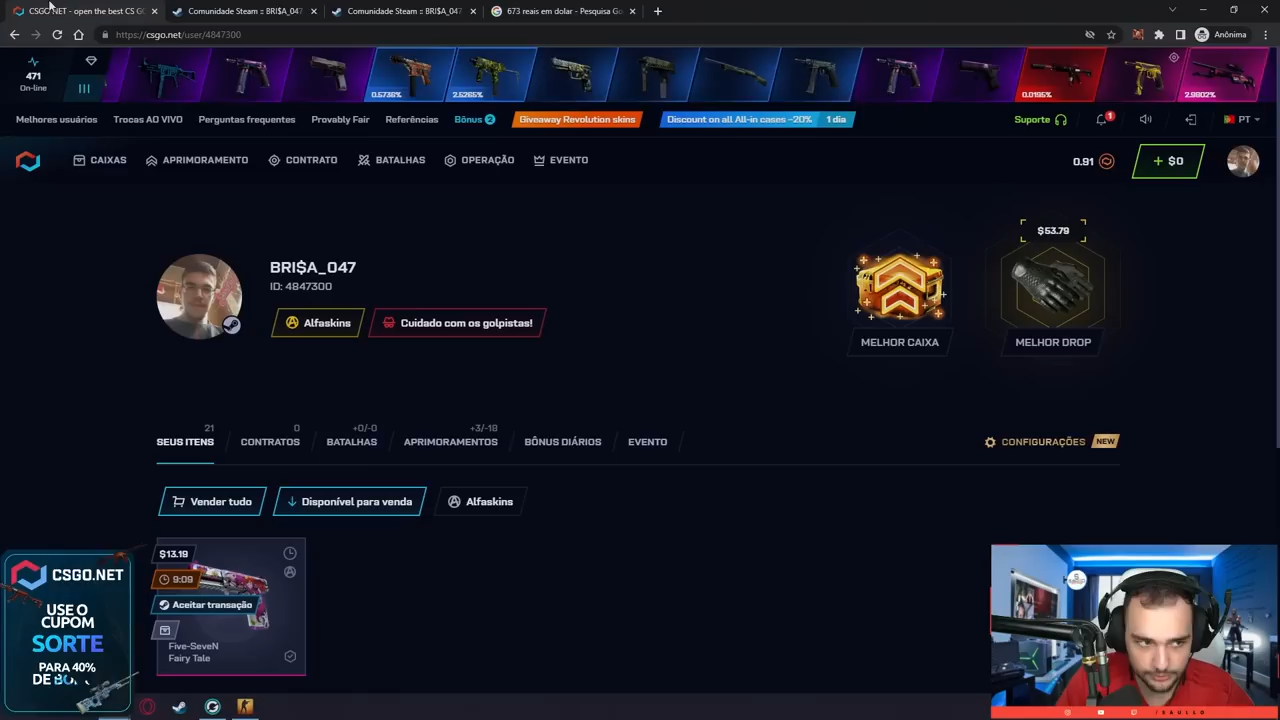 CSGO.NET - open the best CS G
Comunidade Steam :: BRI$A_047
Comunidade Steam :: BRI$A_047
673 reais em dolar - Pesquisa Go
https://csgo.net/user/4847300
Anônima
471
On-line
0.5736%
2.5265%
0.0195%
2.9802%
Melhores usuários
Trocas AO VIVO
Perguntas frequentes
Provably Fair
Referências
Bônus 2
Giveaway Revolution skins
Discount on all All-in cases −20%
1 dia
Suporte
1
PT
CAIXAS
APRIMORAMENTO
CONTRATO
BATALHAS
OPERAÇÃO
EVENTO
0.91
+ $0
BRI$A_047
ID: 4847300
Alfaskins
Cuidado com os golpistas!
MELHOR CAIXA
$53.79
MELHOR DROP
21
SEUS ITENS
0
CONTRATOS
+0/-0
BATALHAS
+3/-18
APRIMORAMENTOS
BÔNUS DIÁRIOS
EVENTO
CONFIGURAÇÕES
NEW
Vender tudo
Disponível para venda
Alfaskins
$13.19
9:09
Aceitar transação
Five-SeveN
Fairy Tale
CSGO.NET
USE O
CUPOM
SORTE
PARA 40%
DE
/SAULLO